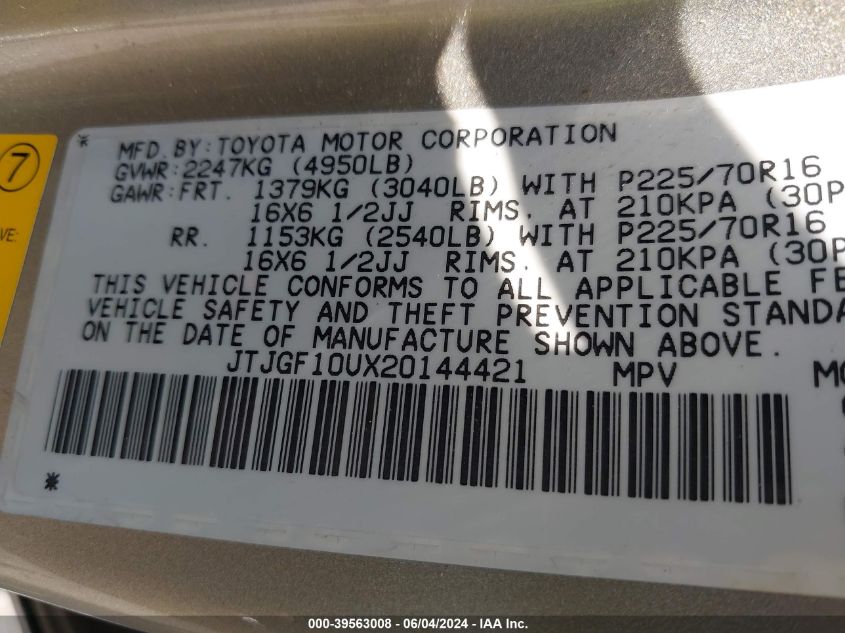 7
VE:
MFD. BY: TOYOTA MOTOR CORPORATION
GVWR: 2247KG (4950LB)
GAWR: FRT. 1379KG (3040LB) WITH P225/70R16
16X6 1/2JJ RIMS. AT 210KPA (30P
RR. 1153KG (2540LB) WITH P225/70R16
16X6 1/2JJ RIMS. AT 210KPA (30P
THIS VEHICLE CONFORMS TO ALL APPLICABLE FE
VEHICLE SAFETY AND THEFT PREVENTION STANDA
ON THE DATE OF MANUFACTURE SHOWN ABOVE.
JTJGF10UX20144421 MPV MO
000-39563008 - 06/04/2024 - IAA Inc.